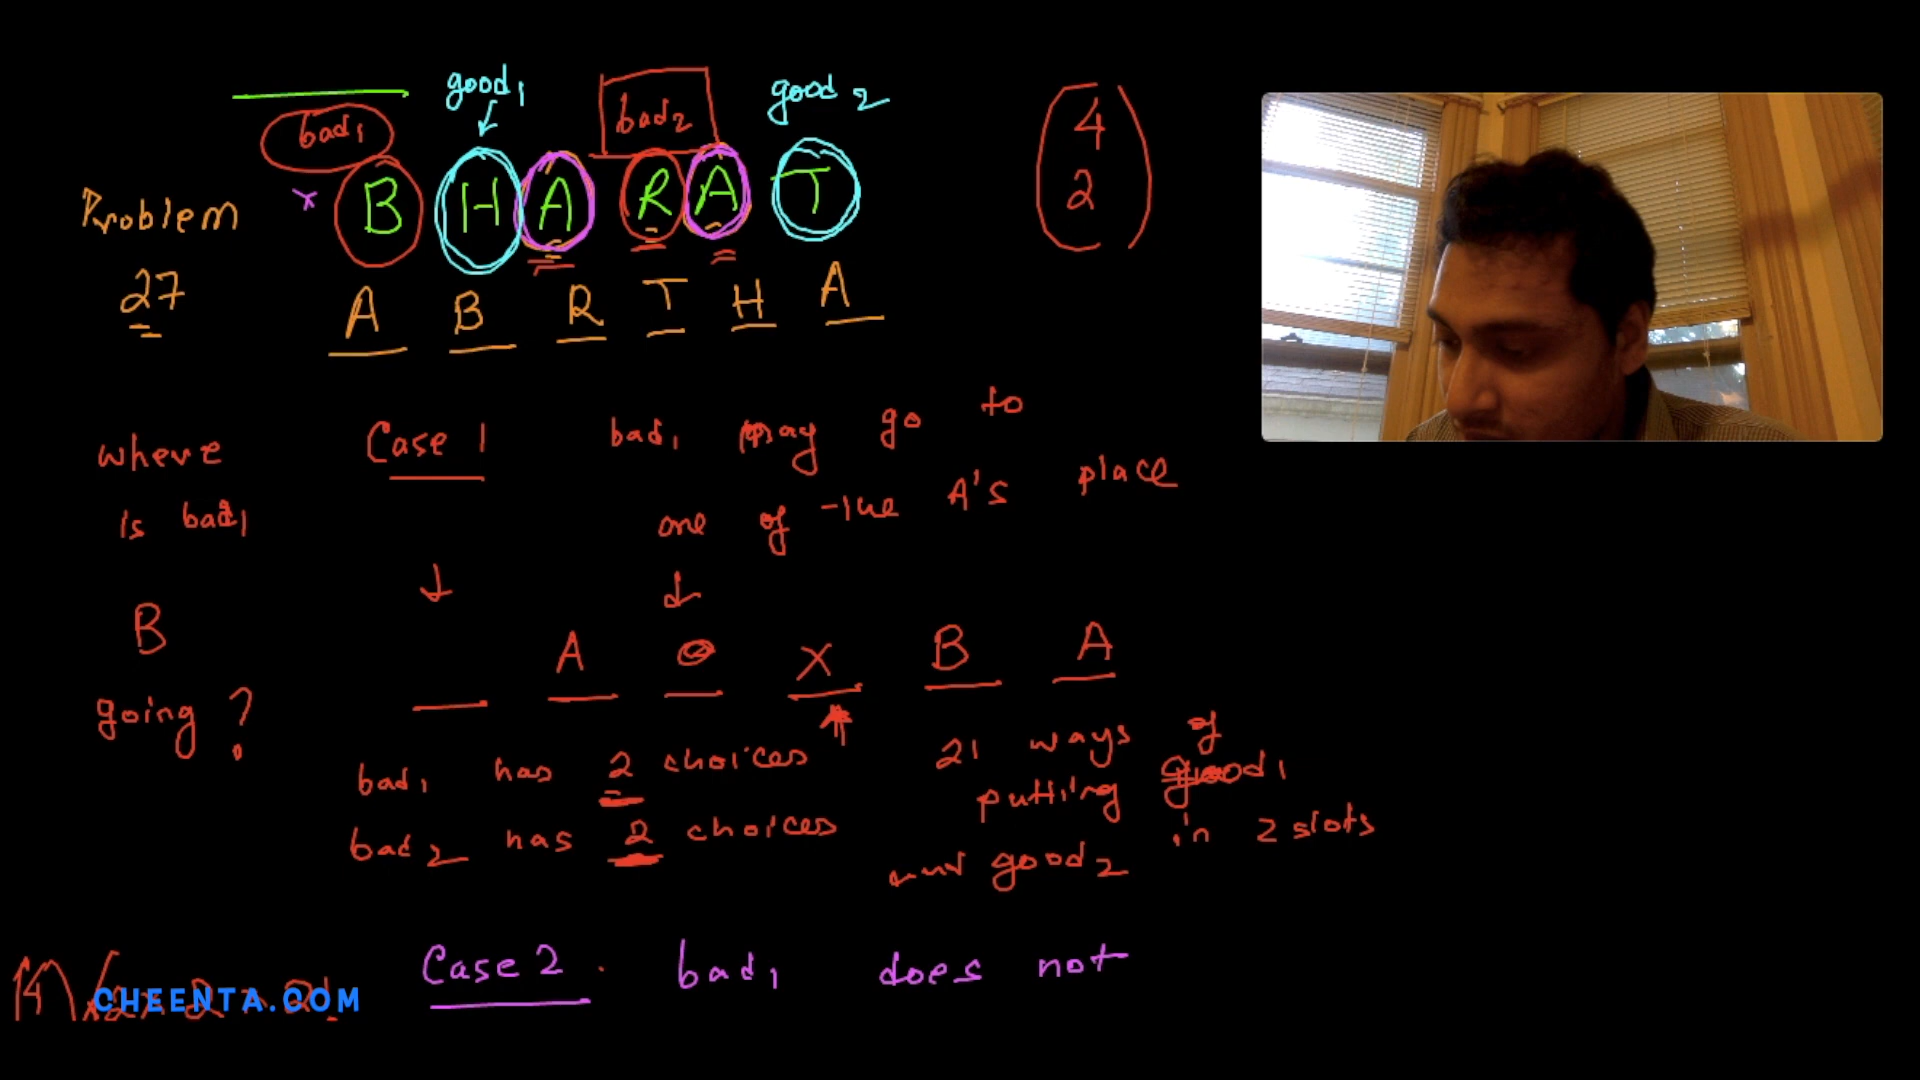 good1 bad2 good2
bad1
Problem × B H A R A T
27
A B R T H A
(4
2)
where is bad1
B
going ?
Case 1 bad1 may go to
one of the A's place
A X B A
bad1 has 2 choices
bad2 has 2 choices
2! ways of
putting good1
and good2 in 2 slots
Case 2. bad1 does not
CHEENTA.COM